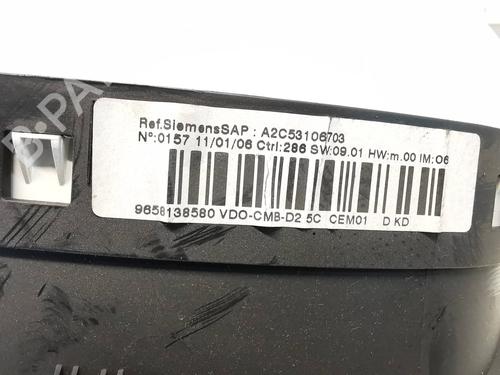 Ref.SiemensSAP : A2C53106703
N°:0157 11/01/06 Ctrl:286 SW:09.01 HW:m.00 IM:06
9658138580 VDO-CMB-D2 5C CEM01 D KD
B-PARTS